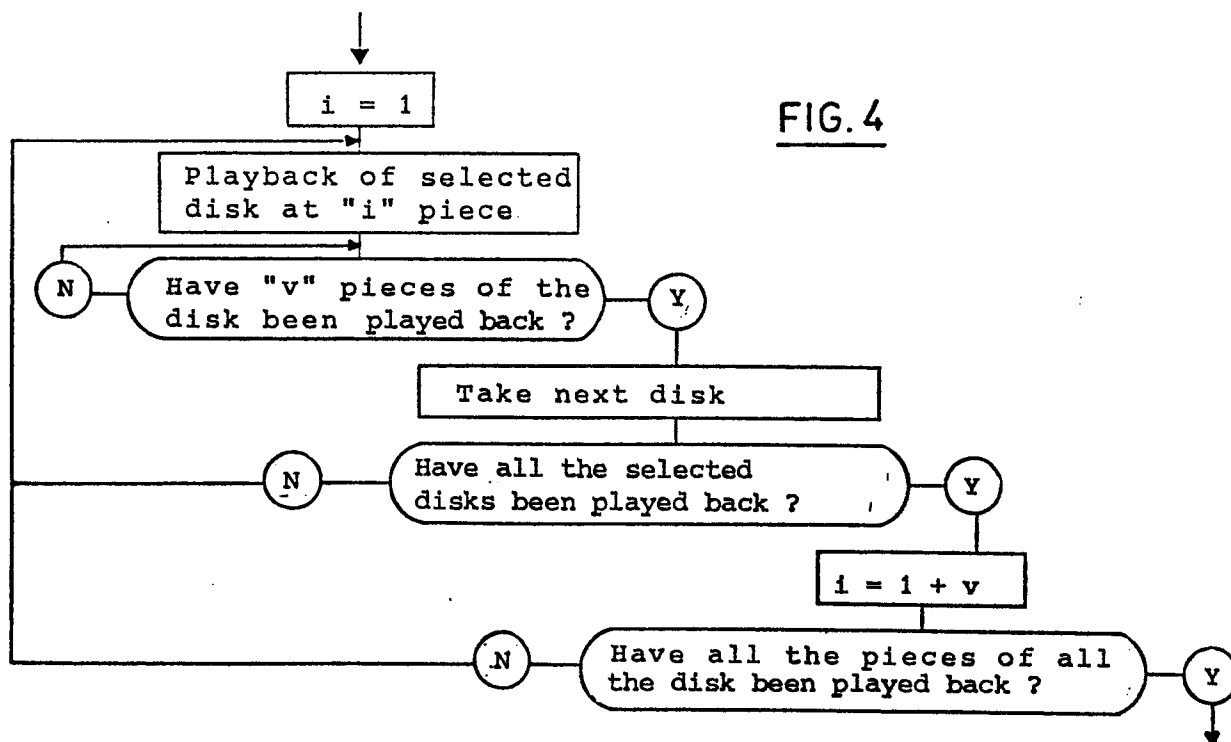 i = 1
FIG. 4
Playback of selected
disk at "i" piece
N
Have "v" pieces of the
disk been played back ?
Y
Take next disk
N
Have all the selected
disks been played back ?
Y
i = 1 + v
N
Have all the pieces of all
the disk been played back ?
Y